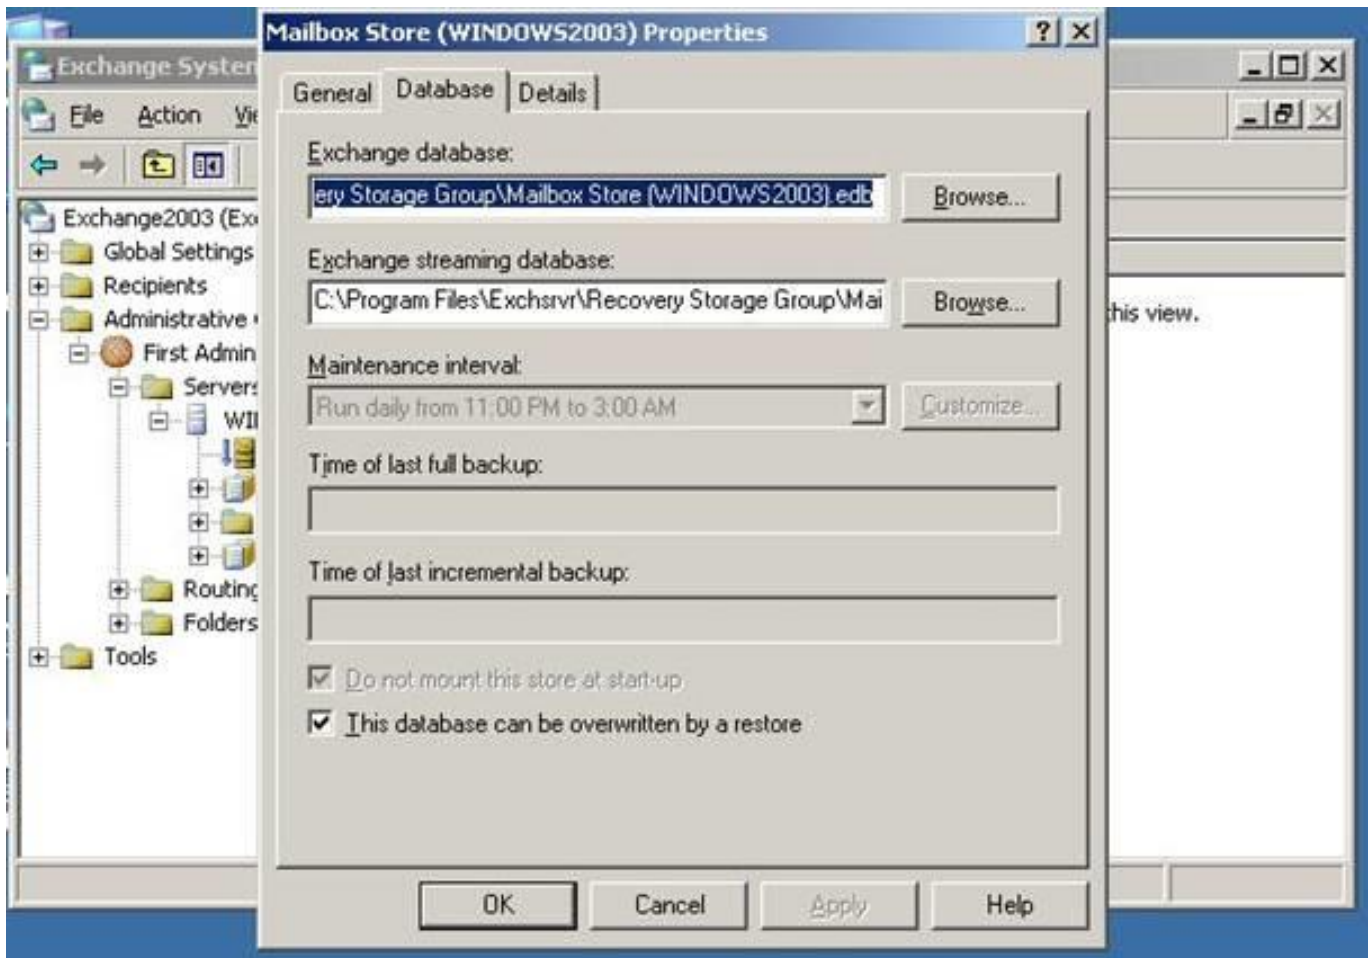 Mailbox Store (WINDOWS2003) Properties
Exchange System
File Action
General Database Details
Exchange database:
ery Storage Group\Mailbox Store (WINDOWS2003).edb
Browse...
Exchange2003 (Exc
Global Settings
Exchange streaming database:
C:\Program Files\Exchsrvr\Recovery Storage Group\Mai
Browse...
Recipients
Administrative
this view.
First Admin
Maintenance interval:
Run daily from 11:00 PM to 3:00 AM
Customize...
Servers
WI
Time of last full backup:
Time of last incremental backup:
Routing
Folders
Tools
Do not mount this store at start-up
This database can be overwritten by a restore
OK Cancel Apply Help